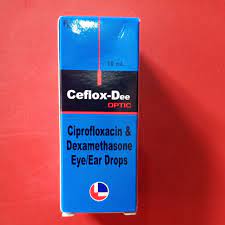 10 mL
Ceflox-Dee
OPTIC
Ciprofloxacin &
Dexamethasone
Eye/Ear Drops